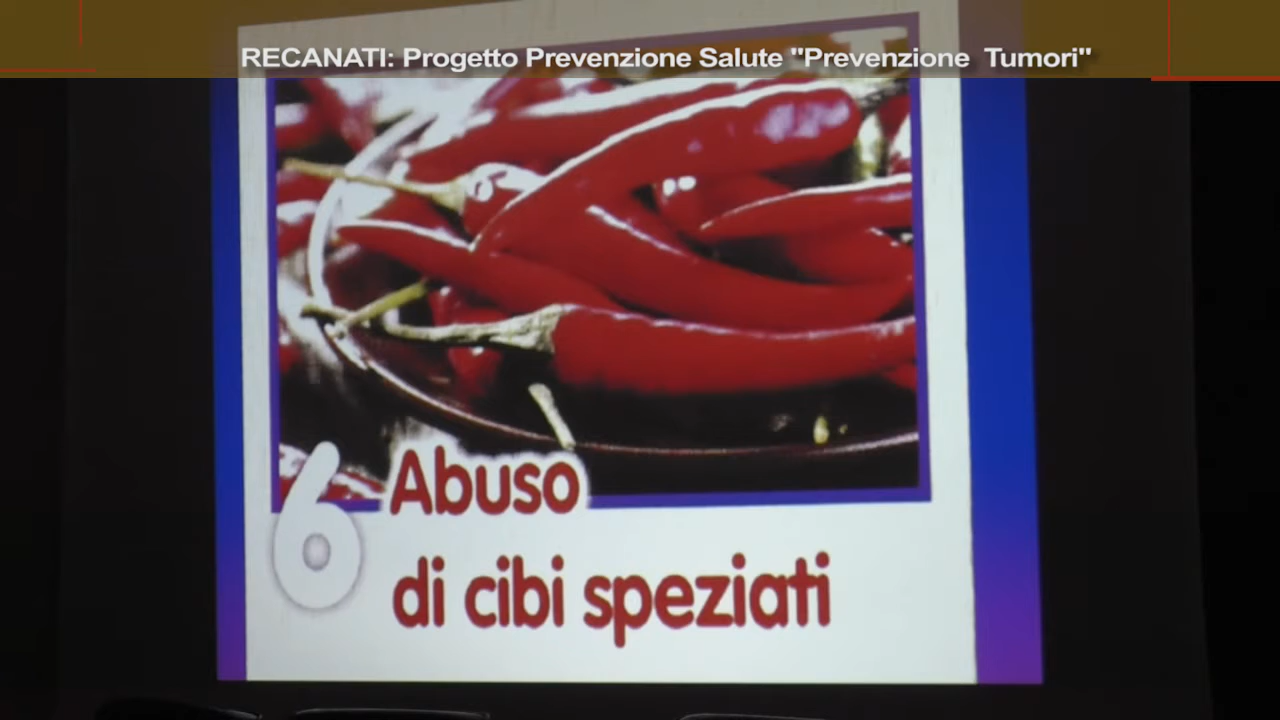 RECANATI: Progetto Prevenzione Salute "Prevenzione Tumori"
6 Abuso
di cibi speziati